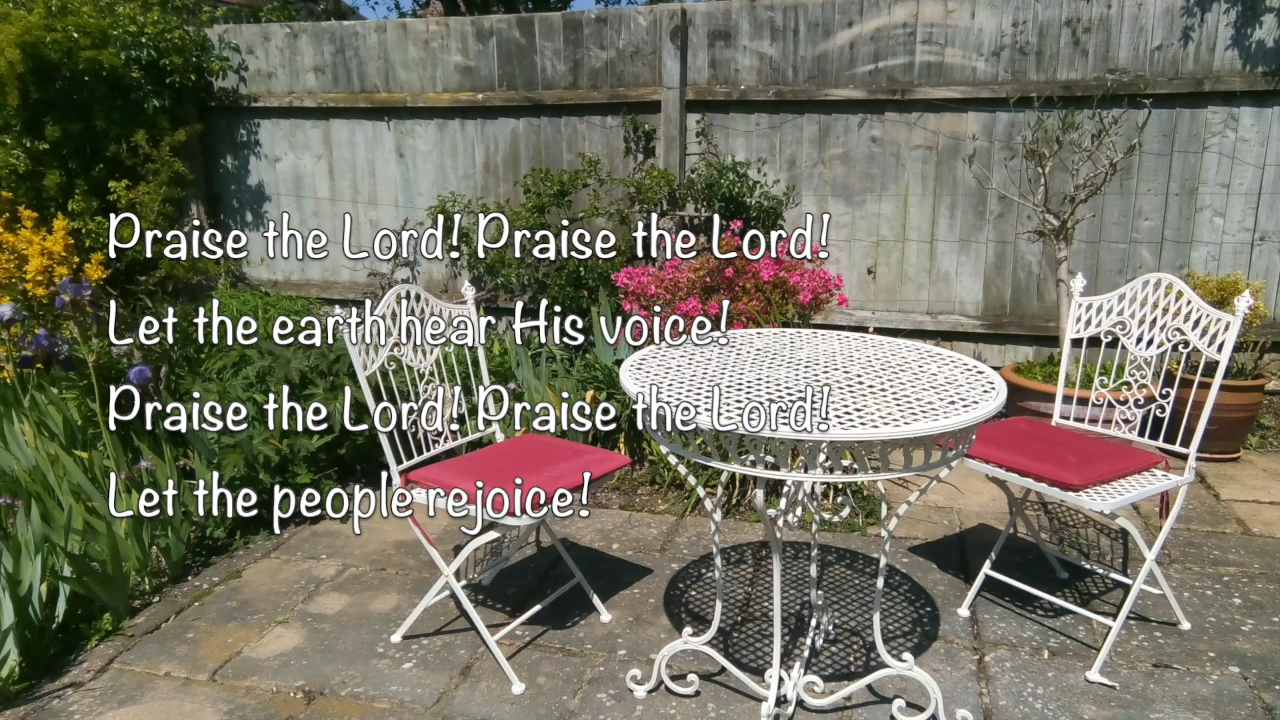 Praise the Lord! Praise the Lord!
Let the earth hear His voice!
Praise the Lord! Praise the Lord!
Let the people rejoice!